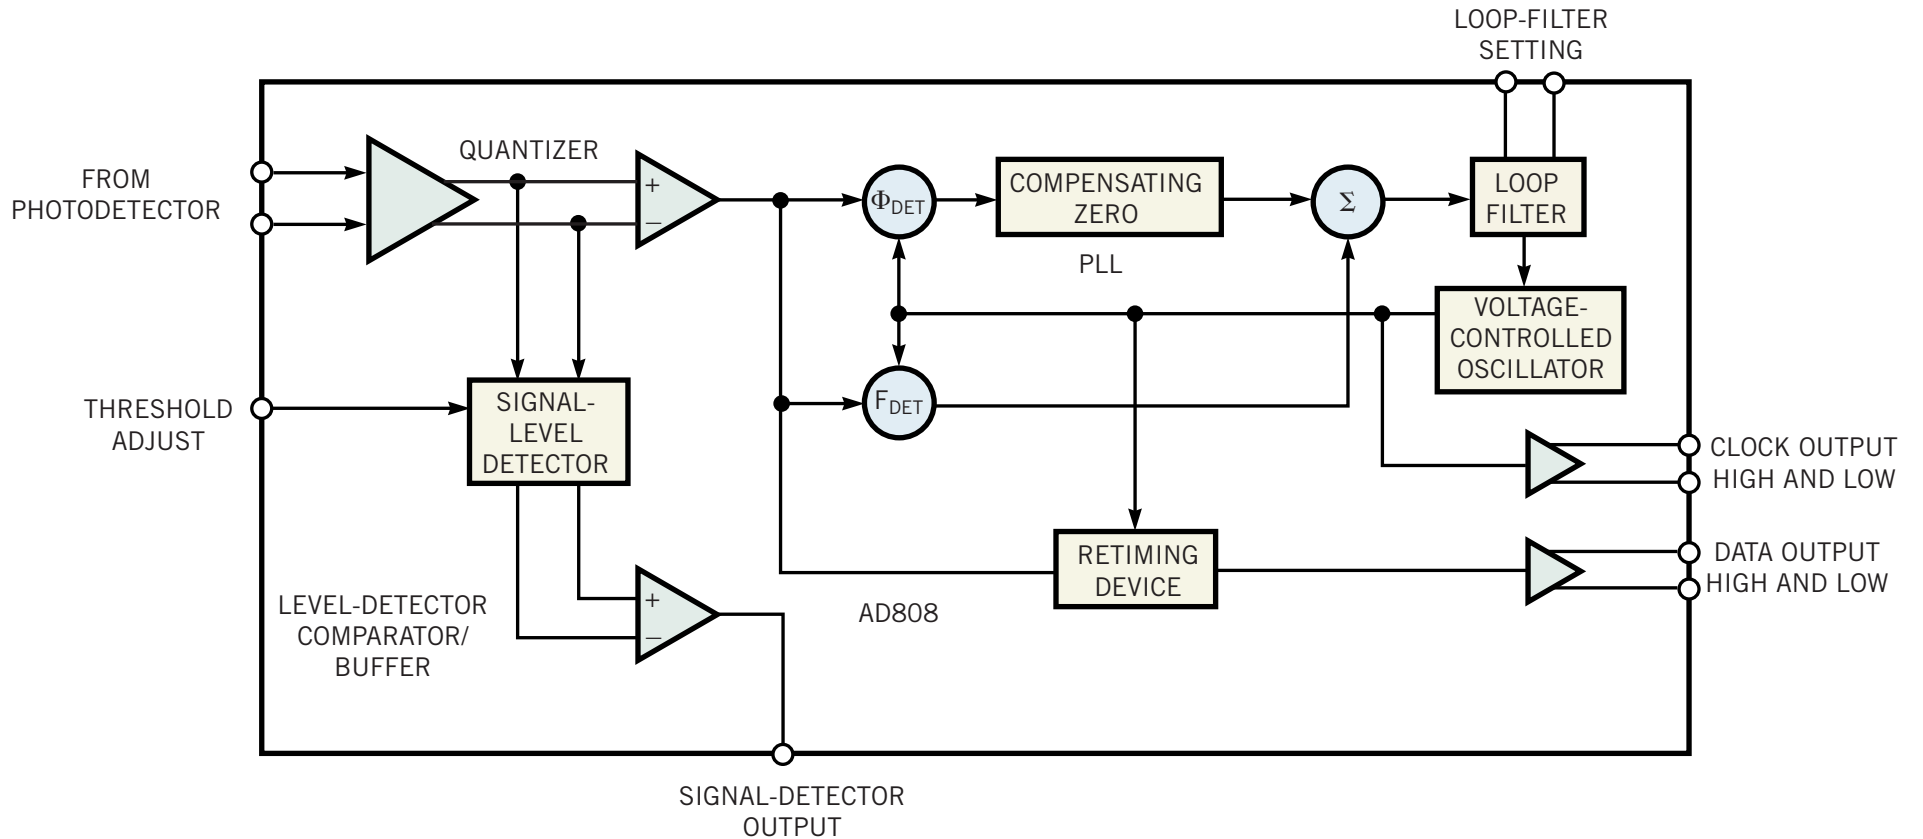 LOOP-FILTER
SETTING
QUANTIZER
FROM
PHOTODETECTOR
+
−
ΦDET
COMPENSATING
ZERO
Σ
LOOP
FILTER
PLL
VOLTAGE-
CONTROLLED
OSCILLATOR
THRESHOLD
ADJUST
SIGNAL-
LEVEL
DETECTOR
FDET
CLOCK OUTPUT
HIGH AND LOW
RETIMING
DEVICE
DATA OUTPUT
HIGH AND LOW
LEVEL-DETECTOR
COMPARATOR/
BUFFER
+
−
AD808
SIGNAL-DETECTOR
OUTPUT